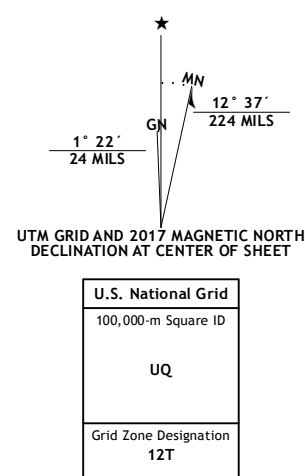 ★
MN
GN
12° 37´
224 MILS
1° 22´
24 MILS
UTM GRID AND 2017 MAGNETIC NORTH
DECLINATION AT CENTER OF SHEET
U.S. National Grid
100,000-m Square ID
UQ
Grid Zone Designation
12T